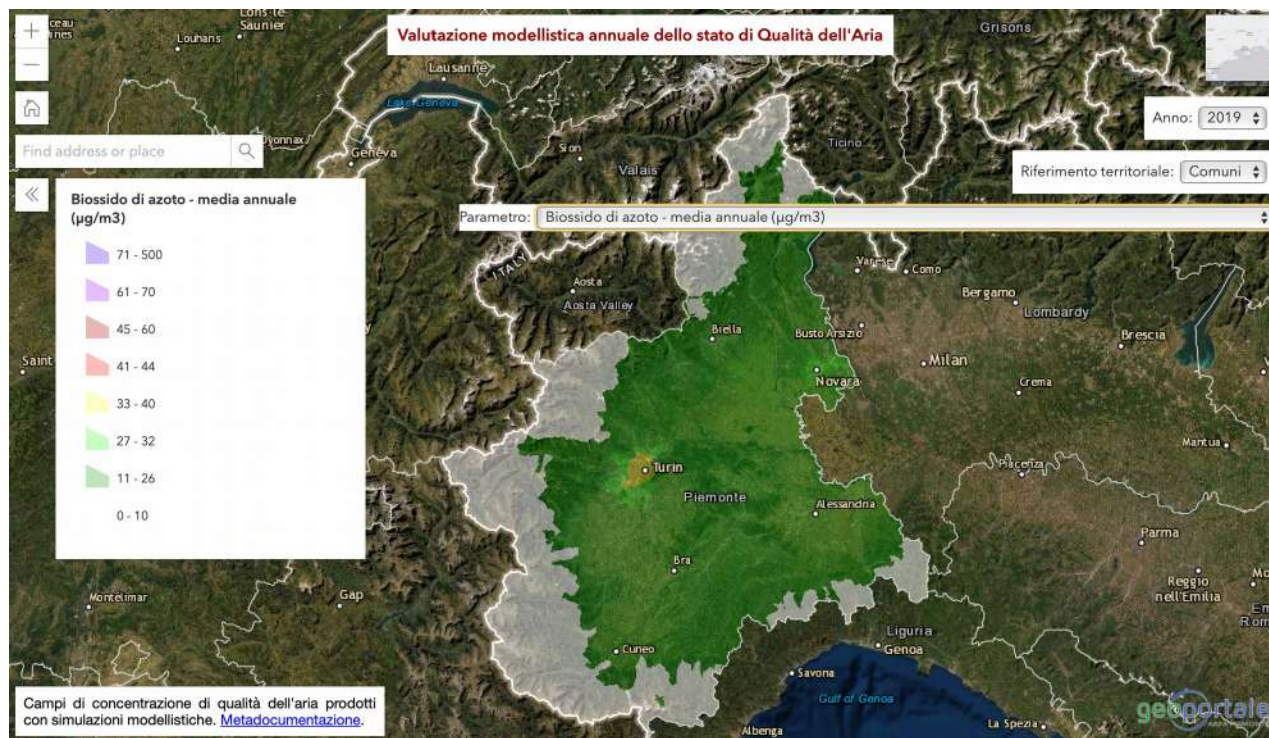 Lons-le-
Saunier
Louhans
Grisons
Valutazione modellistica annuale dello stato di Qualità dell'Aria
Lausanne
Lake Geneva
Anno: 2019
Geneva
Sion
Ticino
Find address or place
Valais
Riferimento territoriale: Comuni
Biossido di azoto - media annuale
(µg/m3)
Parametro: Biossido di azoto - media annuale (µg/m3)
71 - 500
61 - 70
45 - 60
41 - 44
33 - 40
27 - 32
11 - 26
0 - 10
ITALY
Varese
Como
Aosta
Aosta Valley
Bergamo
Lombardy
Biella
Busto Arsizio
Brescia
Saint
Milan
Novara
Crema
Mantua
Turin
Piacenza
Piemonte
Alessandria
Parma
Bra
Reggio
nell'Emilia
Montélimar
Gap
Liguria
Genoa
Cuneo
Savona
Gulf of Genoa
Campi di concentrazione di qualità dell'aria prodotti
con simulazioni modellistiche. Metadocumentazione.
geoportale
La Spezia
Albenga